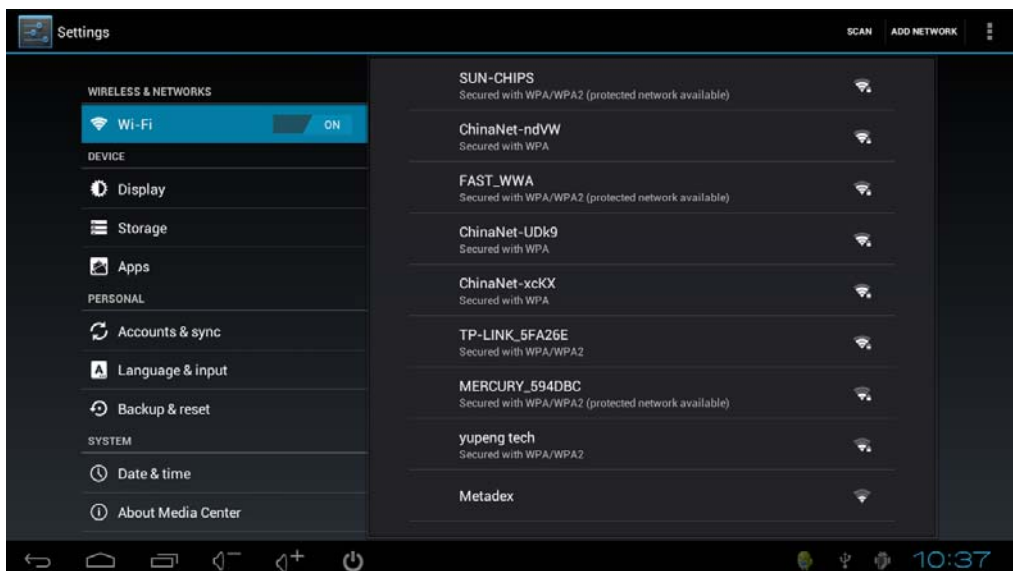 Settings
SCAN
ADD NETWORK
WIRELESS & NETWORKS
Wi-Fi
ON
DEVICE
Display
Storage
Apps
PERSONAL
Accounts & sync
Language & input
A
Backup & reset
SYSTEM
Date & time
About Media Center
SUN-CHIPS
Secured with WPA/WPA2 (protected network available)
ChinaNet-ndVW
Secured with WPA
FAST_WWA
Secured with WPA/WPA2 (protected network available)
ChinaNet-UDk9
Secured with WPA
ChinaNet-xcKX
Secured with WPA
TP-LINK_5FA26E
Secured with WPA/WPA2
MERCURY_594DBC
Secured with WPA/WPA2 (protected network available)
yupeng tech
Secured with WPA/WPA2
Metadex
10:37